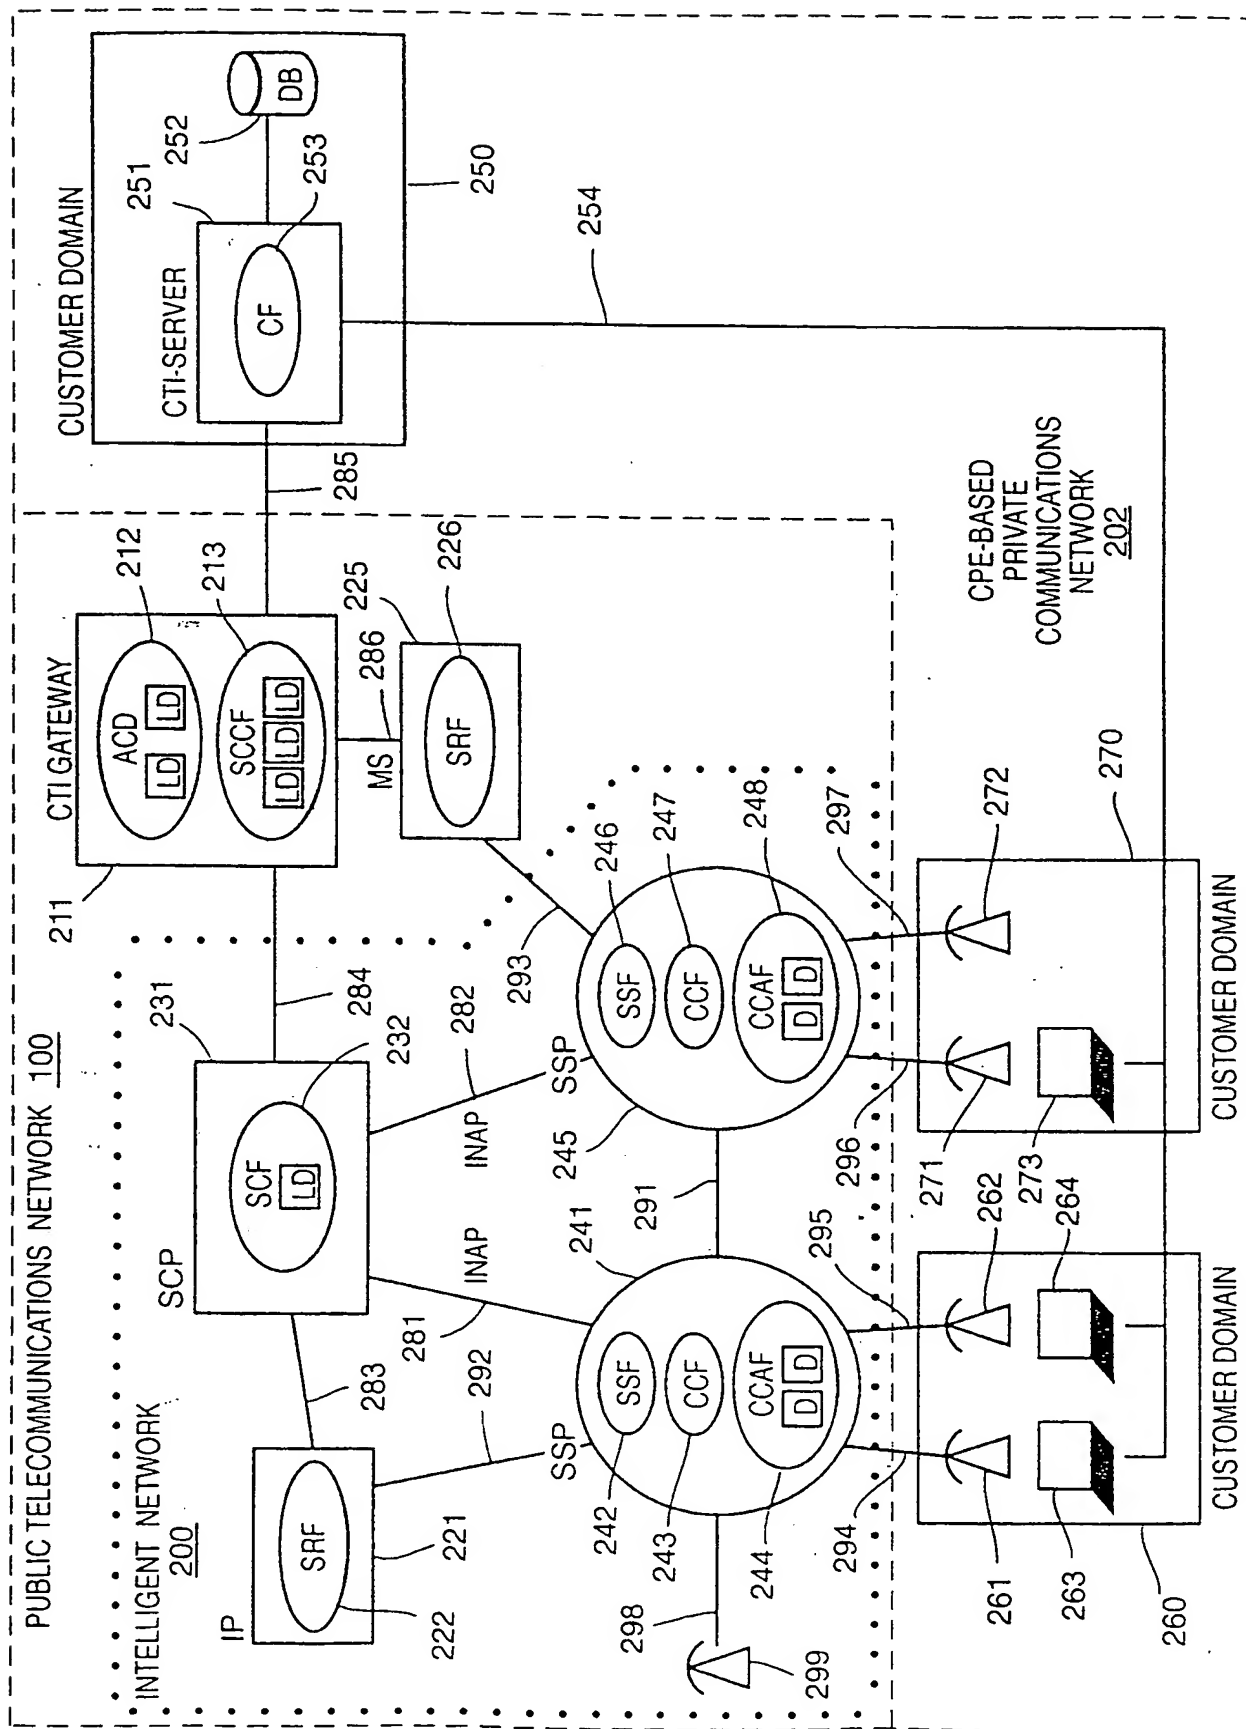 PUBLIC TELECOMMUNICATIONS NETWORK 100
INTELLIGENT NETWORK
200
IP
SRF
222
221
283
292
SCP
231
SCF
LD
232
284
281
INAP
282
INAP
CTI GATEWAY
211
ACD
LD LD
212
SCCF
LD LD LD
213
285
MS
286
225
SRF
226
293
CUSTOMER DOMAIN
CTI-SERVER
251
CF
253
252
DB
250
254
SSP
241
SSF
242
CCF
243
CCAF
D D
244
291
SSP
245
SSF
246
CCF
247
CCAF
D D
248
298
299
294
295
296
297
261
262
263
264
260
CUSTOMER DOMAIN
271
272
273
270
CUSTOMER DOMAIN
CPE-BASED
PRIVATE
COMMUNICATIONS
NETWORK
202